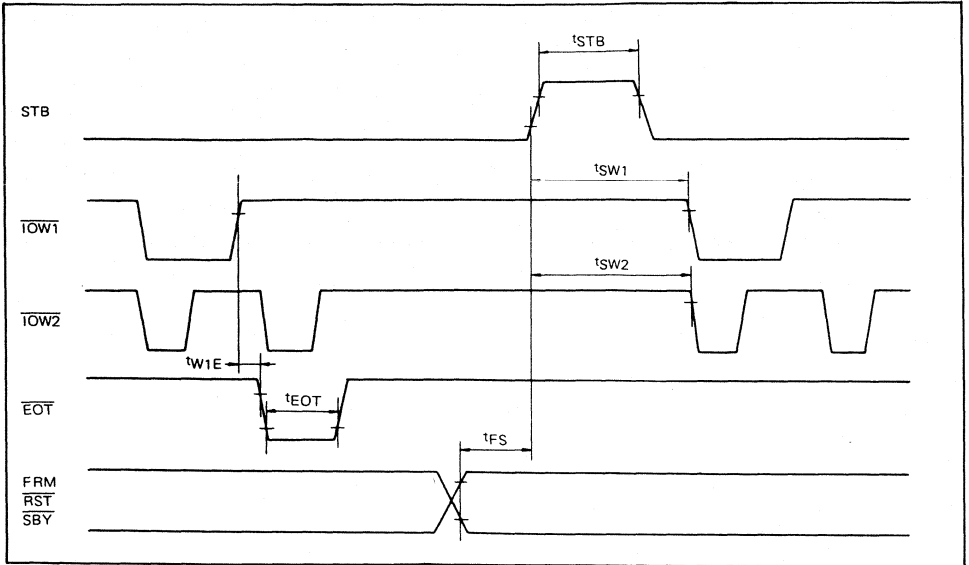 tSTB
STB
tSW1
IOW1
tSW2
IOW2
tW1E
EOT
tEOT
tFS
FRM
RST
SBY